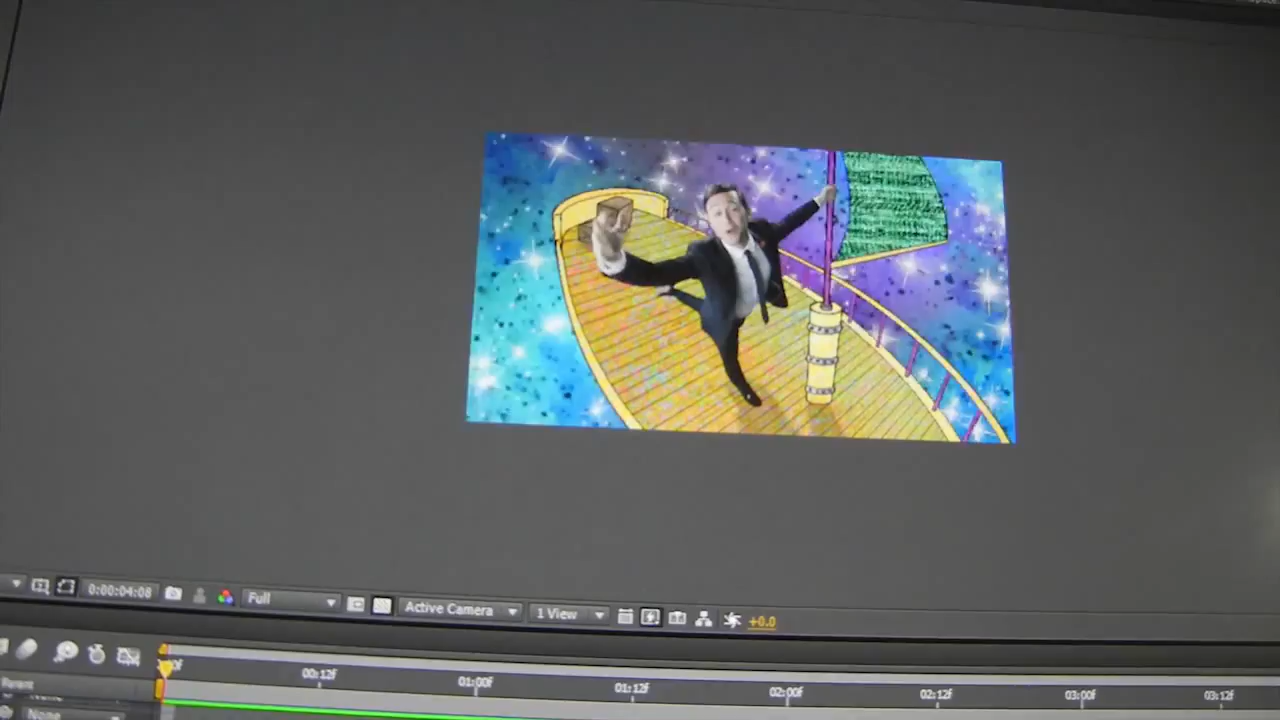 0:00:04:08 Full Active Camera 1 View +0.0
00:12f 01:00f 01:12f 02:00f 02:12f 03:00f 03:12f
Parent
None